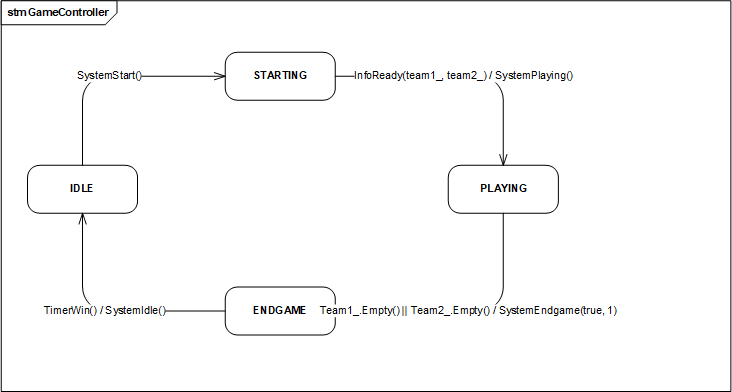 stm GameController
SystemStart()
STARTING
InfoReady(team1_, team2_) / SystemPlaying()
IDLE
PLAYING
TimerWin() / SystemIdle()
ENDGAME
Team1_.Empty() || Team2_.Empty() / SystemEndgame(true, 1)